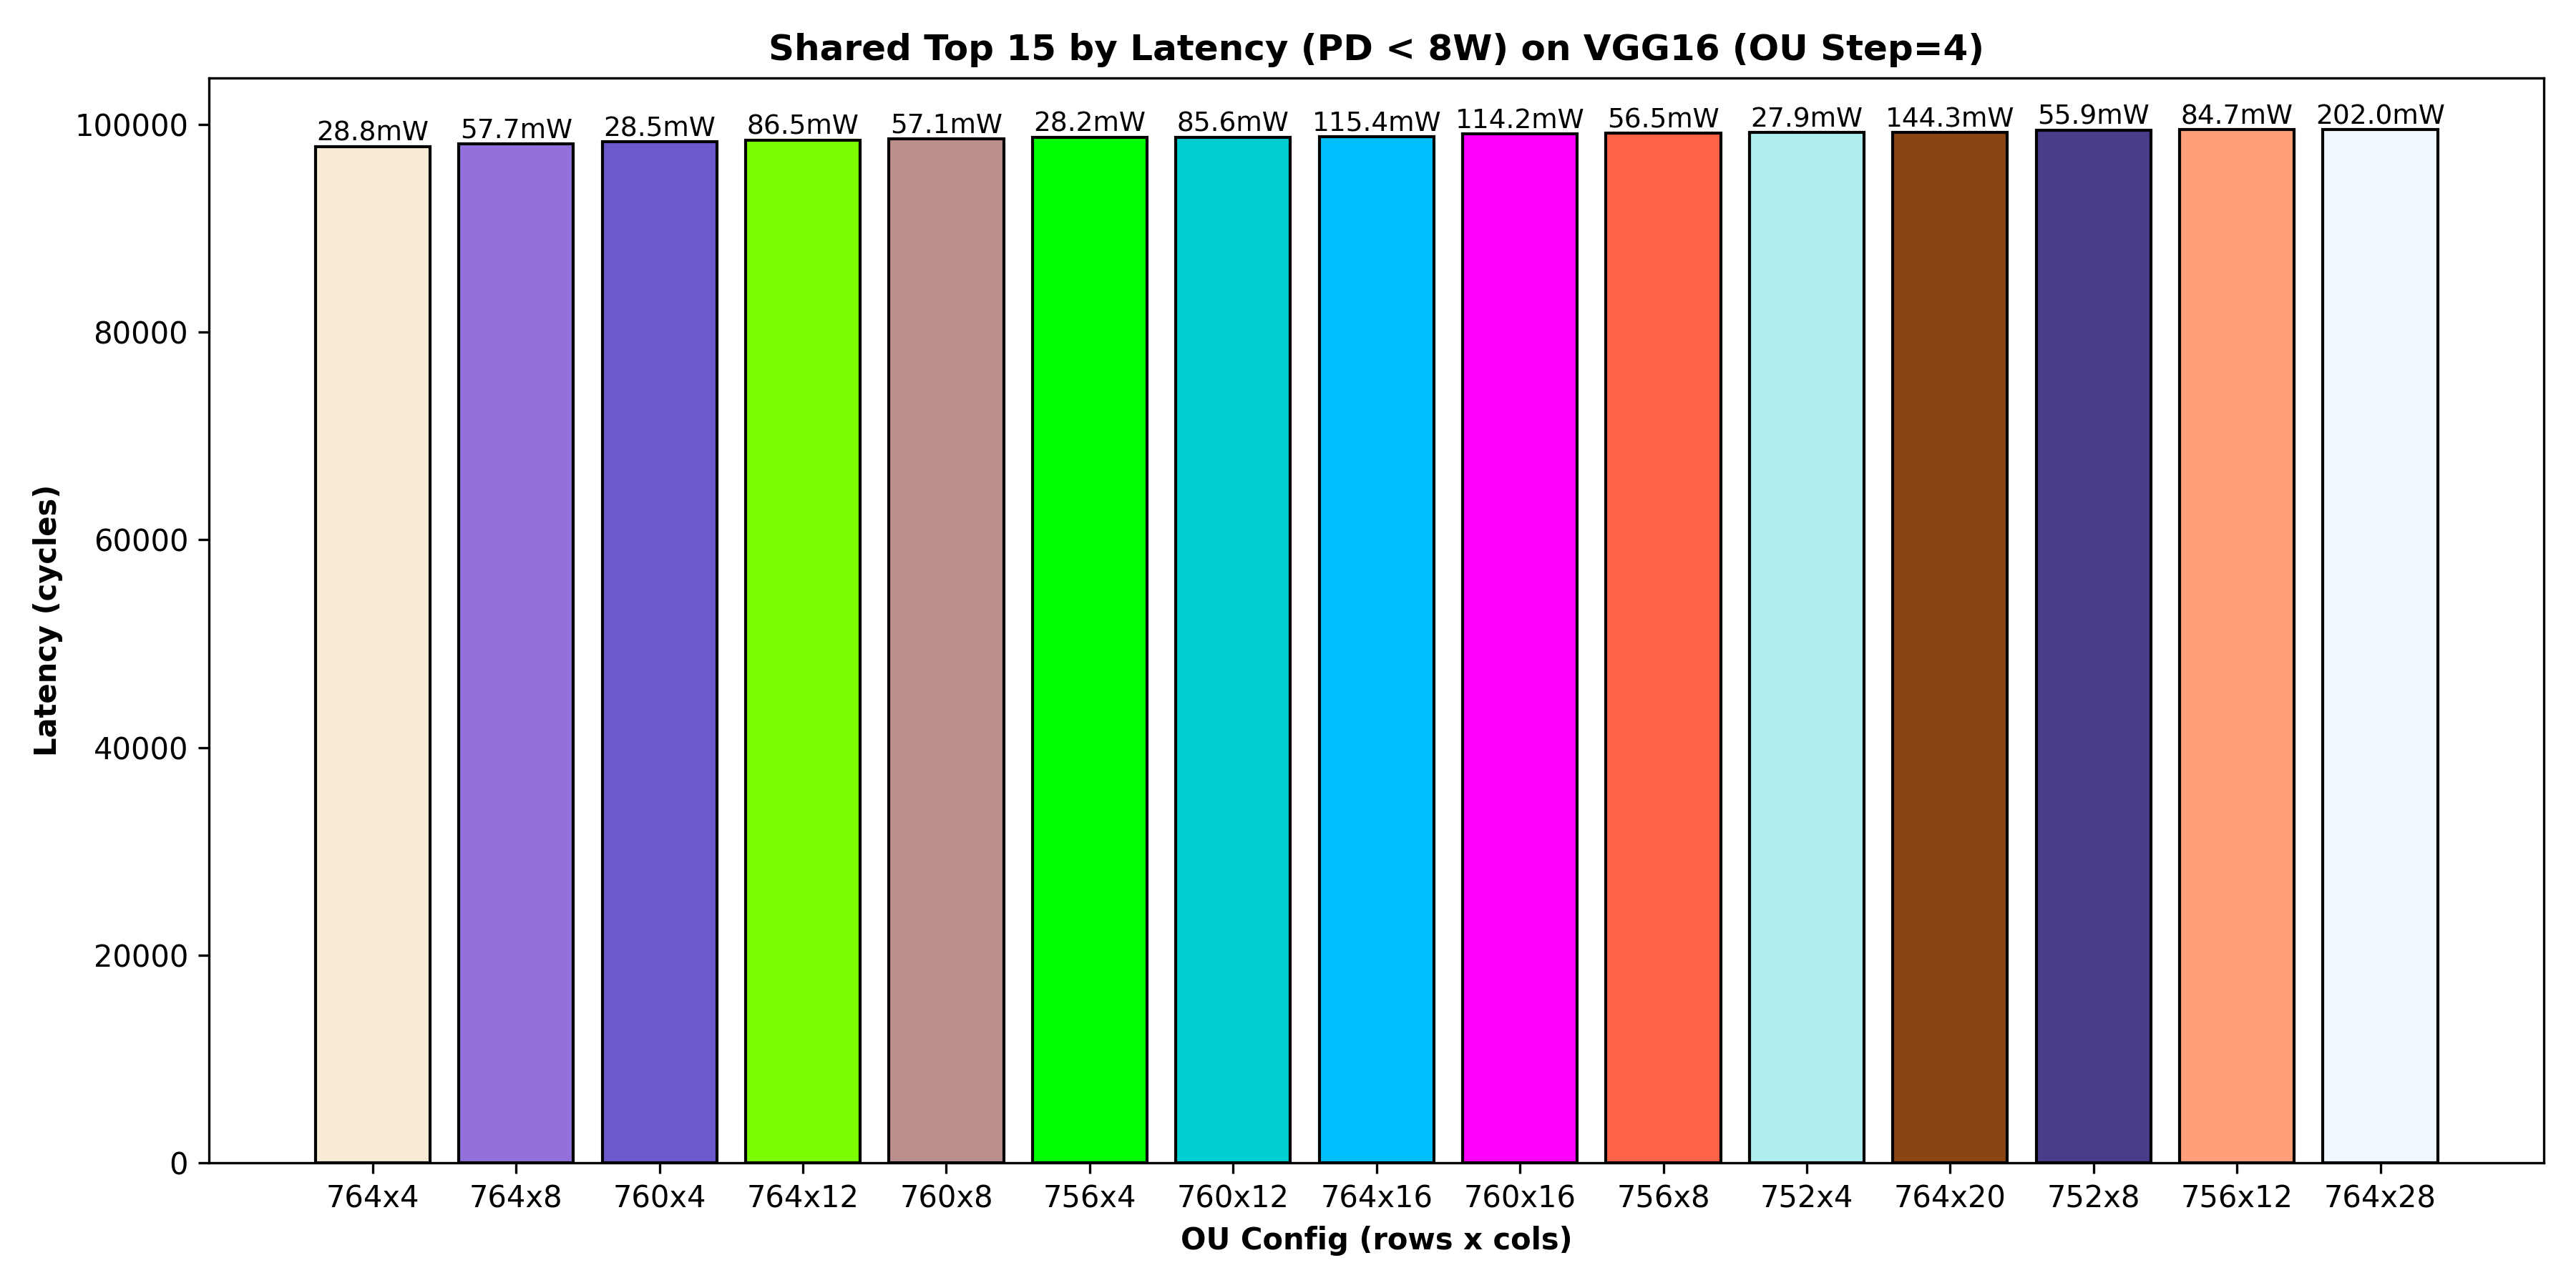 Shared Top 15 by Latency (PD < 8W) on VGG16 (OU Step=4)
100000
80000
60000
40000
20000
0
Latency (cycles)
28.8mW 57.7mW 28.5mW 86.5mW 57.1mW 28.2mW 85.6mW 115.4mW 114.2mW 56.5mW 27.9mW 144.3mW 55.9mW 84.7mW 202.0mW
764x4 764x8 760x4 764x12 760x8 756x4 760x12 764x16 760x16 756x8 752x4 764x20 752x8 756x12 764x28
OU Config (rows x cols)